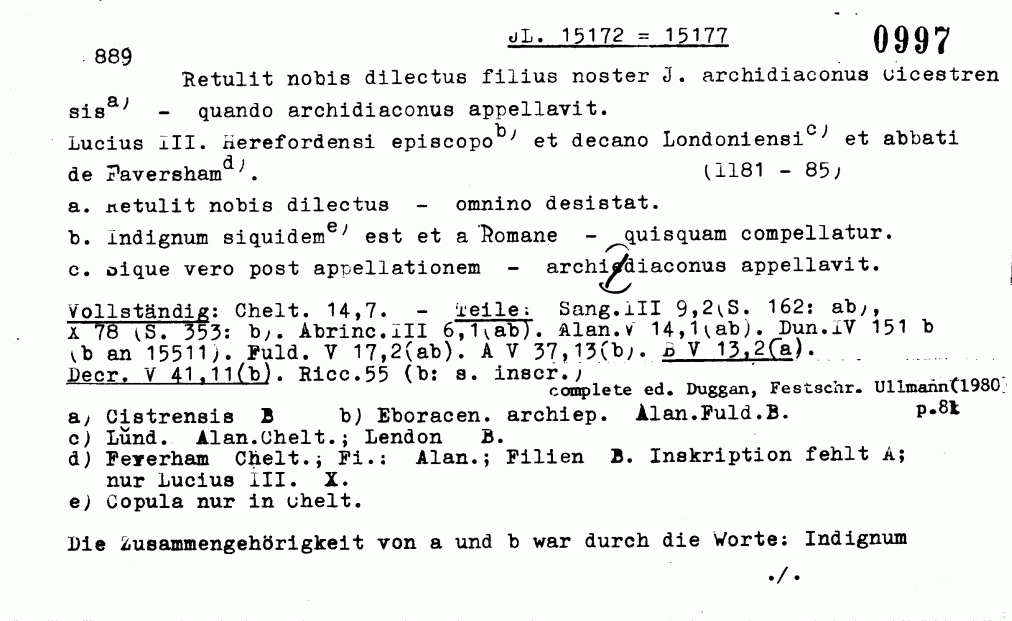 JL. 15172 = 15177
0997
889
Retulit nobis dilectus filius noster J. archidiaconus Cicestren
sis a) - quando archidiaconus appellavit.
Lucius III. Herefordensi episcopo b) et decano Londoniensi c) et abbati
de Faversham d). (1181 - 85)
a. Retulit nobis dilectus - omnino desistat.
b. Indignum siquidem e) est et a Romane - quisquam compellatur.
c. Sique vero post appellationem - archidiaconus appellavit.
Vollständig: Chelt. 14,7. - Teile: Sang.III 9,2(S. 162: ab),
X 78 (S. 353: b). Abrinc.III 6,1(ab). Alan.V 14,1(ab). Dun.IV 151 b
(b an 15511). Fuld. V 17,2(ab). A V 37,13(b). B V 13,2(a).
Decr. V 41,11(b). Ricc.55 (b: s. inscr.)
complete ed. Duggan, Festschr. Ullmann(1980)
p.81
a) Cistrensis B b) Eboracen. archiep. Alan.Fuld.B.
c) Lund. Alan.Chelt.; Lendon B.
d) Feverham Chelt.; Fi.: Alan.; Filien B. Inskription fehlt A;
nur Lucius III. X.
e) Copula nur in Chelt.
Die Zusammengehörigkeit von a und b war durch die Worte: Indignum
./.